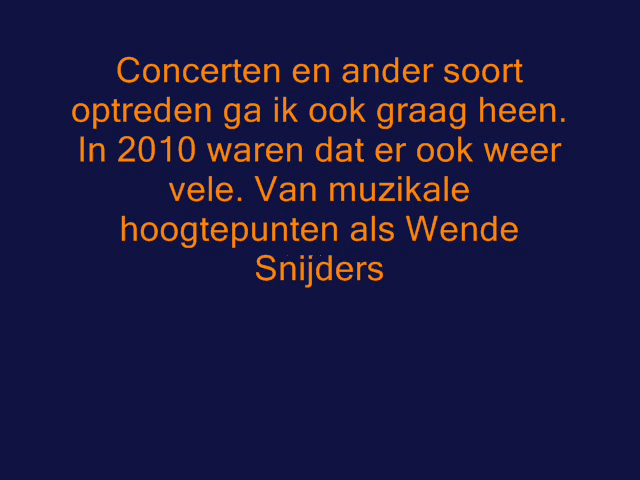 Concerten en ander soort
optreden ga ik ook graag heen.
In 2010 waren dat er ook weer
vele. Van muzikale
hoogtepunten als Wende
Snijders